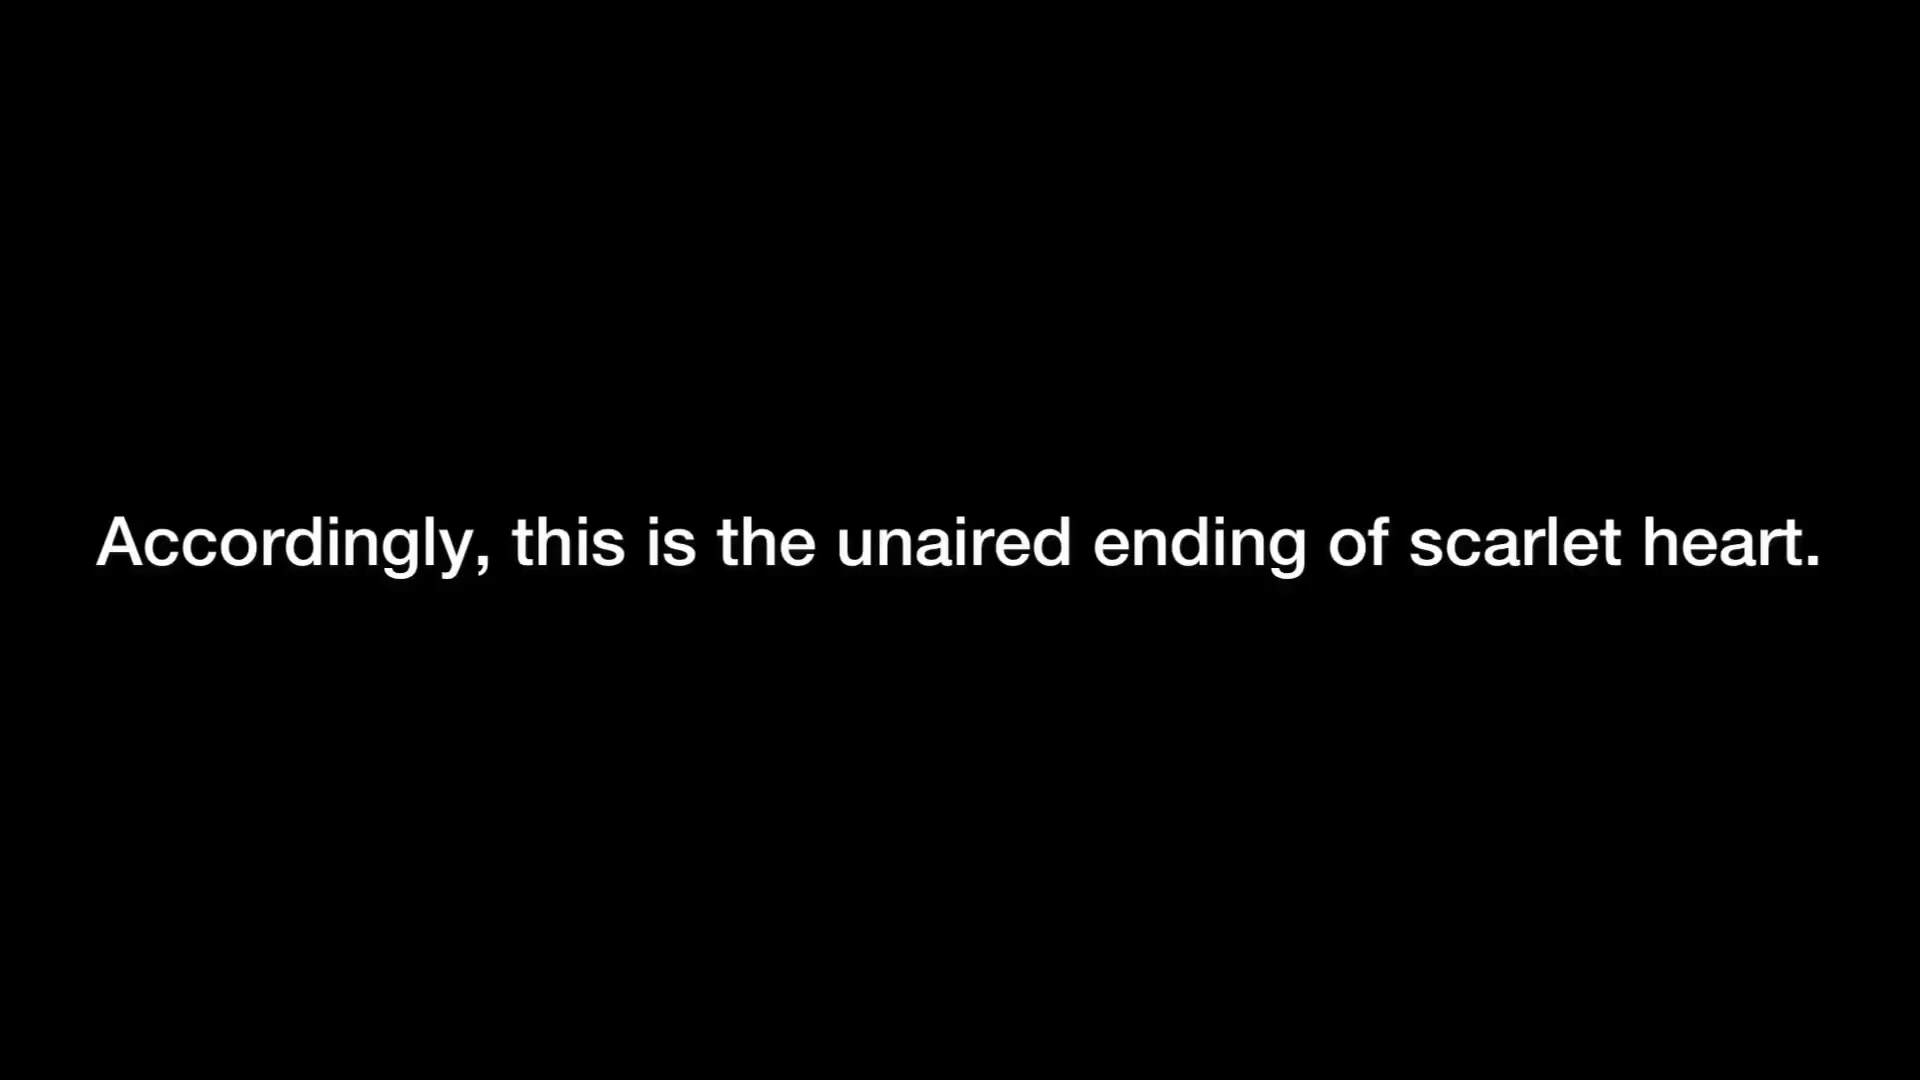 Accordingly, this is the unaired ending of scarlet heart.